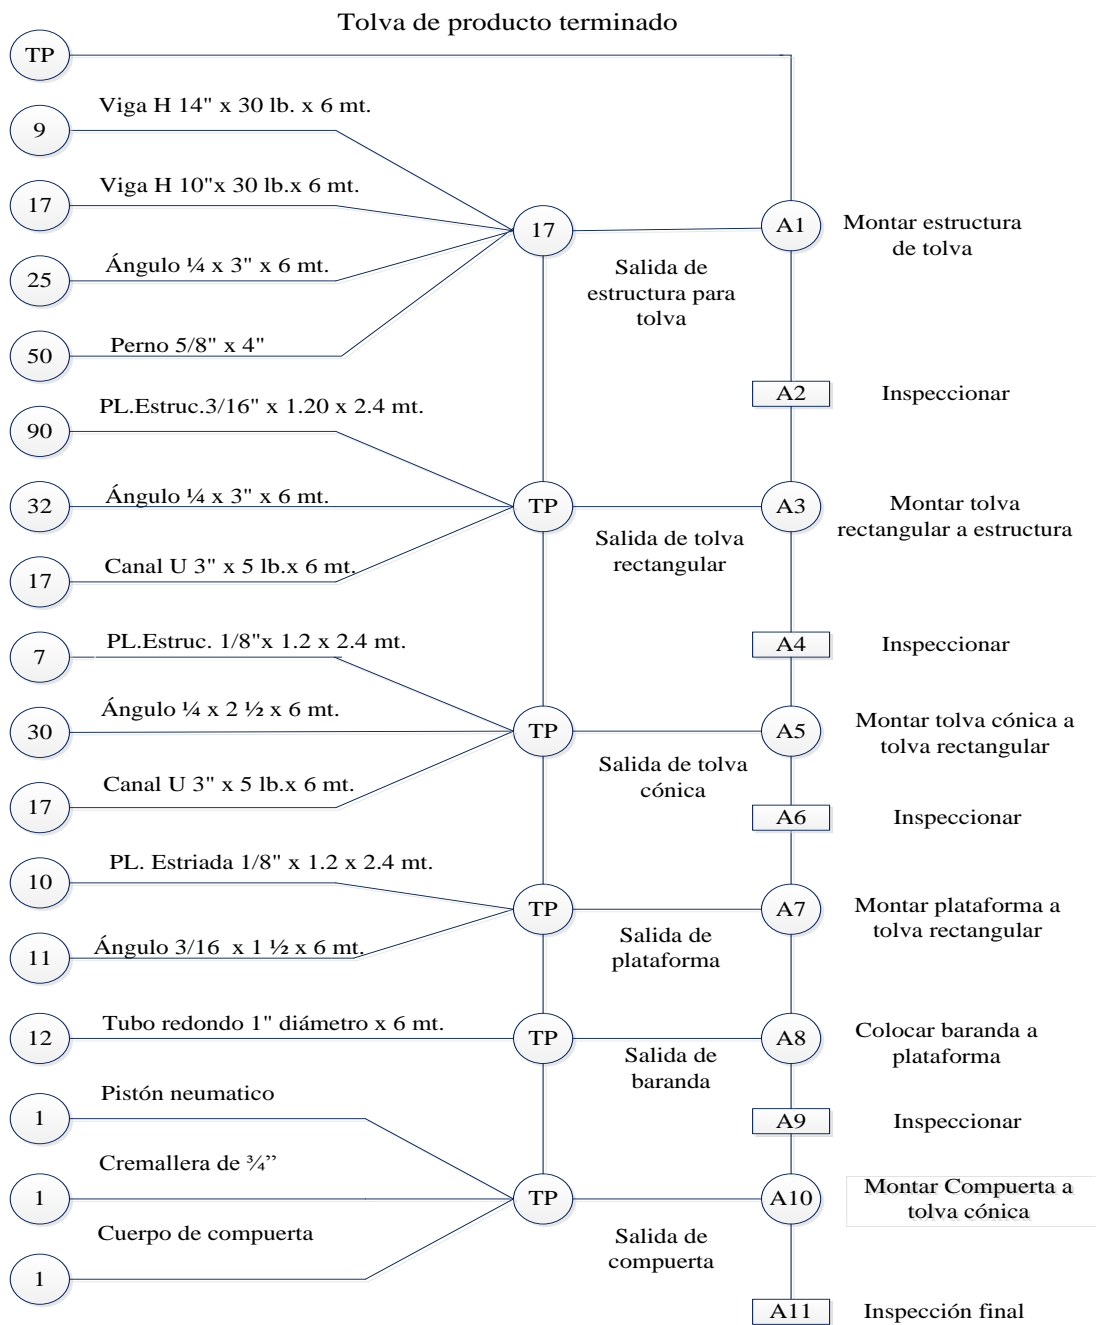 Tolva de producto terminado
TP
Viga H 14" x 30 lb. x 6 mt.
9
Viga H 10"x 30 lb.x 6 mt.
17
17
A1
Montar estructura
de tolva
Ángulo ¼ x 3" x 6 mt.
25
Salida de
estructura para
tolva
Perno 5/8" x 4"
50
A2
Inspeccionar
PL.Estruc.3/16" x 1.20 x 2.4 mt.
90
Ángulo ¼ x 3" x 6 mt.
32
TP
A3
Montar tolva
rectangular a estructura
Salida de tolva
rectangular
Canal U 3" x 5 lb.x 6 mt.
17
A4
Inspeccionar
PL.Estruc. 1/8"x 1.2 x 2.4 mt.
7
Ángulo ¼ x 2 ½ x 6 mt.
30
TP
A5
Montar tolva cónica a
tolva rectangular
Salida de tolva
cónica
Canal U 3" x 5 lb.x 6 mt.
17
A6
Inspeccionar
PL. Estriada 1/8" x 1.2 x 2.4 mt.
10
TP
A7
Montar plataforma a
tolva rectangular
Salida de
plataforma
Ángulo 3/16  x 1 ½ x 6 mt.
11
Tubo redondo 1" diámetro x 6 mt.
12
TP
A8
Colocar baranda a
plataforma
Salida de
baranda
Pistón neumatico
1
A9
Inspeccionar
Cremallera de ¾”
1
TP
A10
Montar Compuerta a
tolva cónica
Salida de
compuerta
Cuerpo de compuerta
1
A11
Inspección final